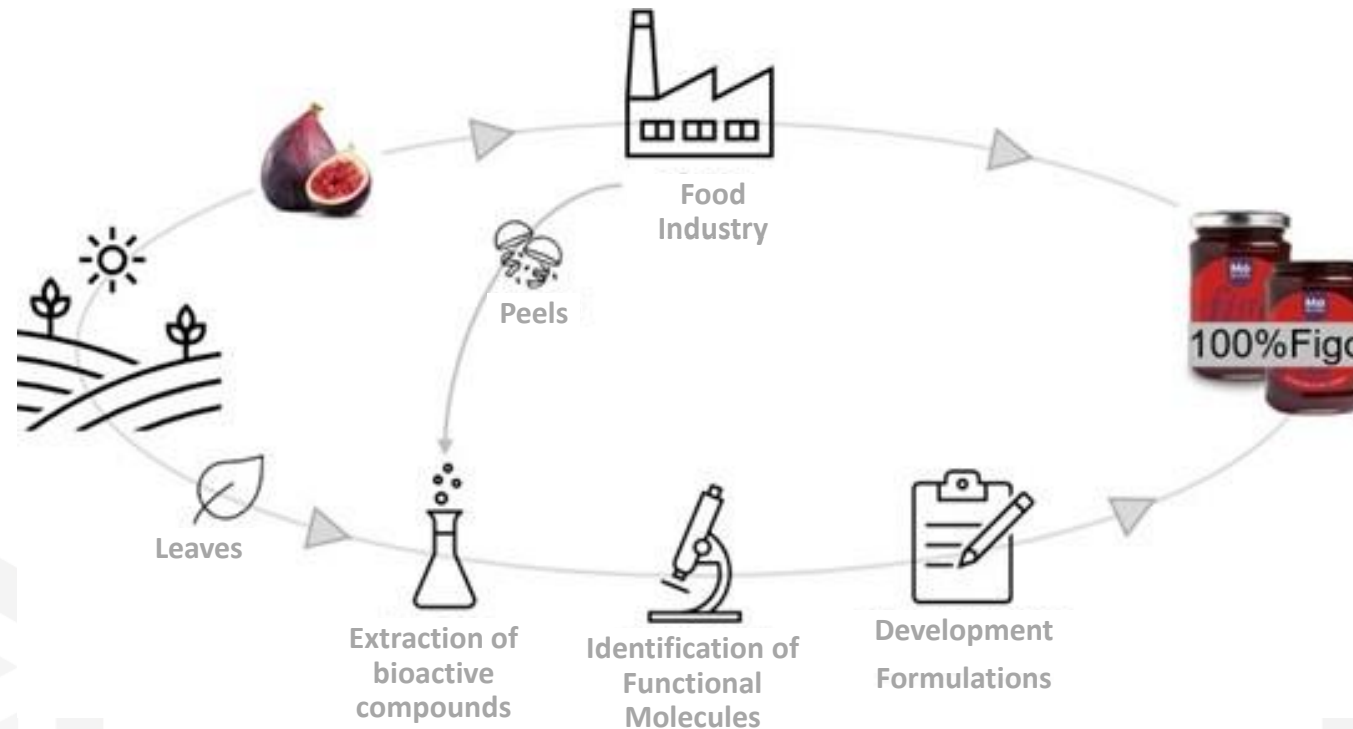 Food
Industry
Peels
100%Figo
Leaves
Extraction of
bioactive
compounds
Identification of
Functional
Molecules
Development
Formulations